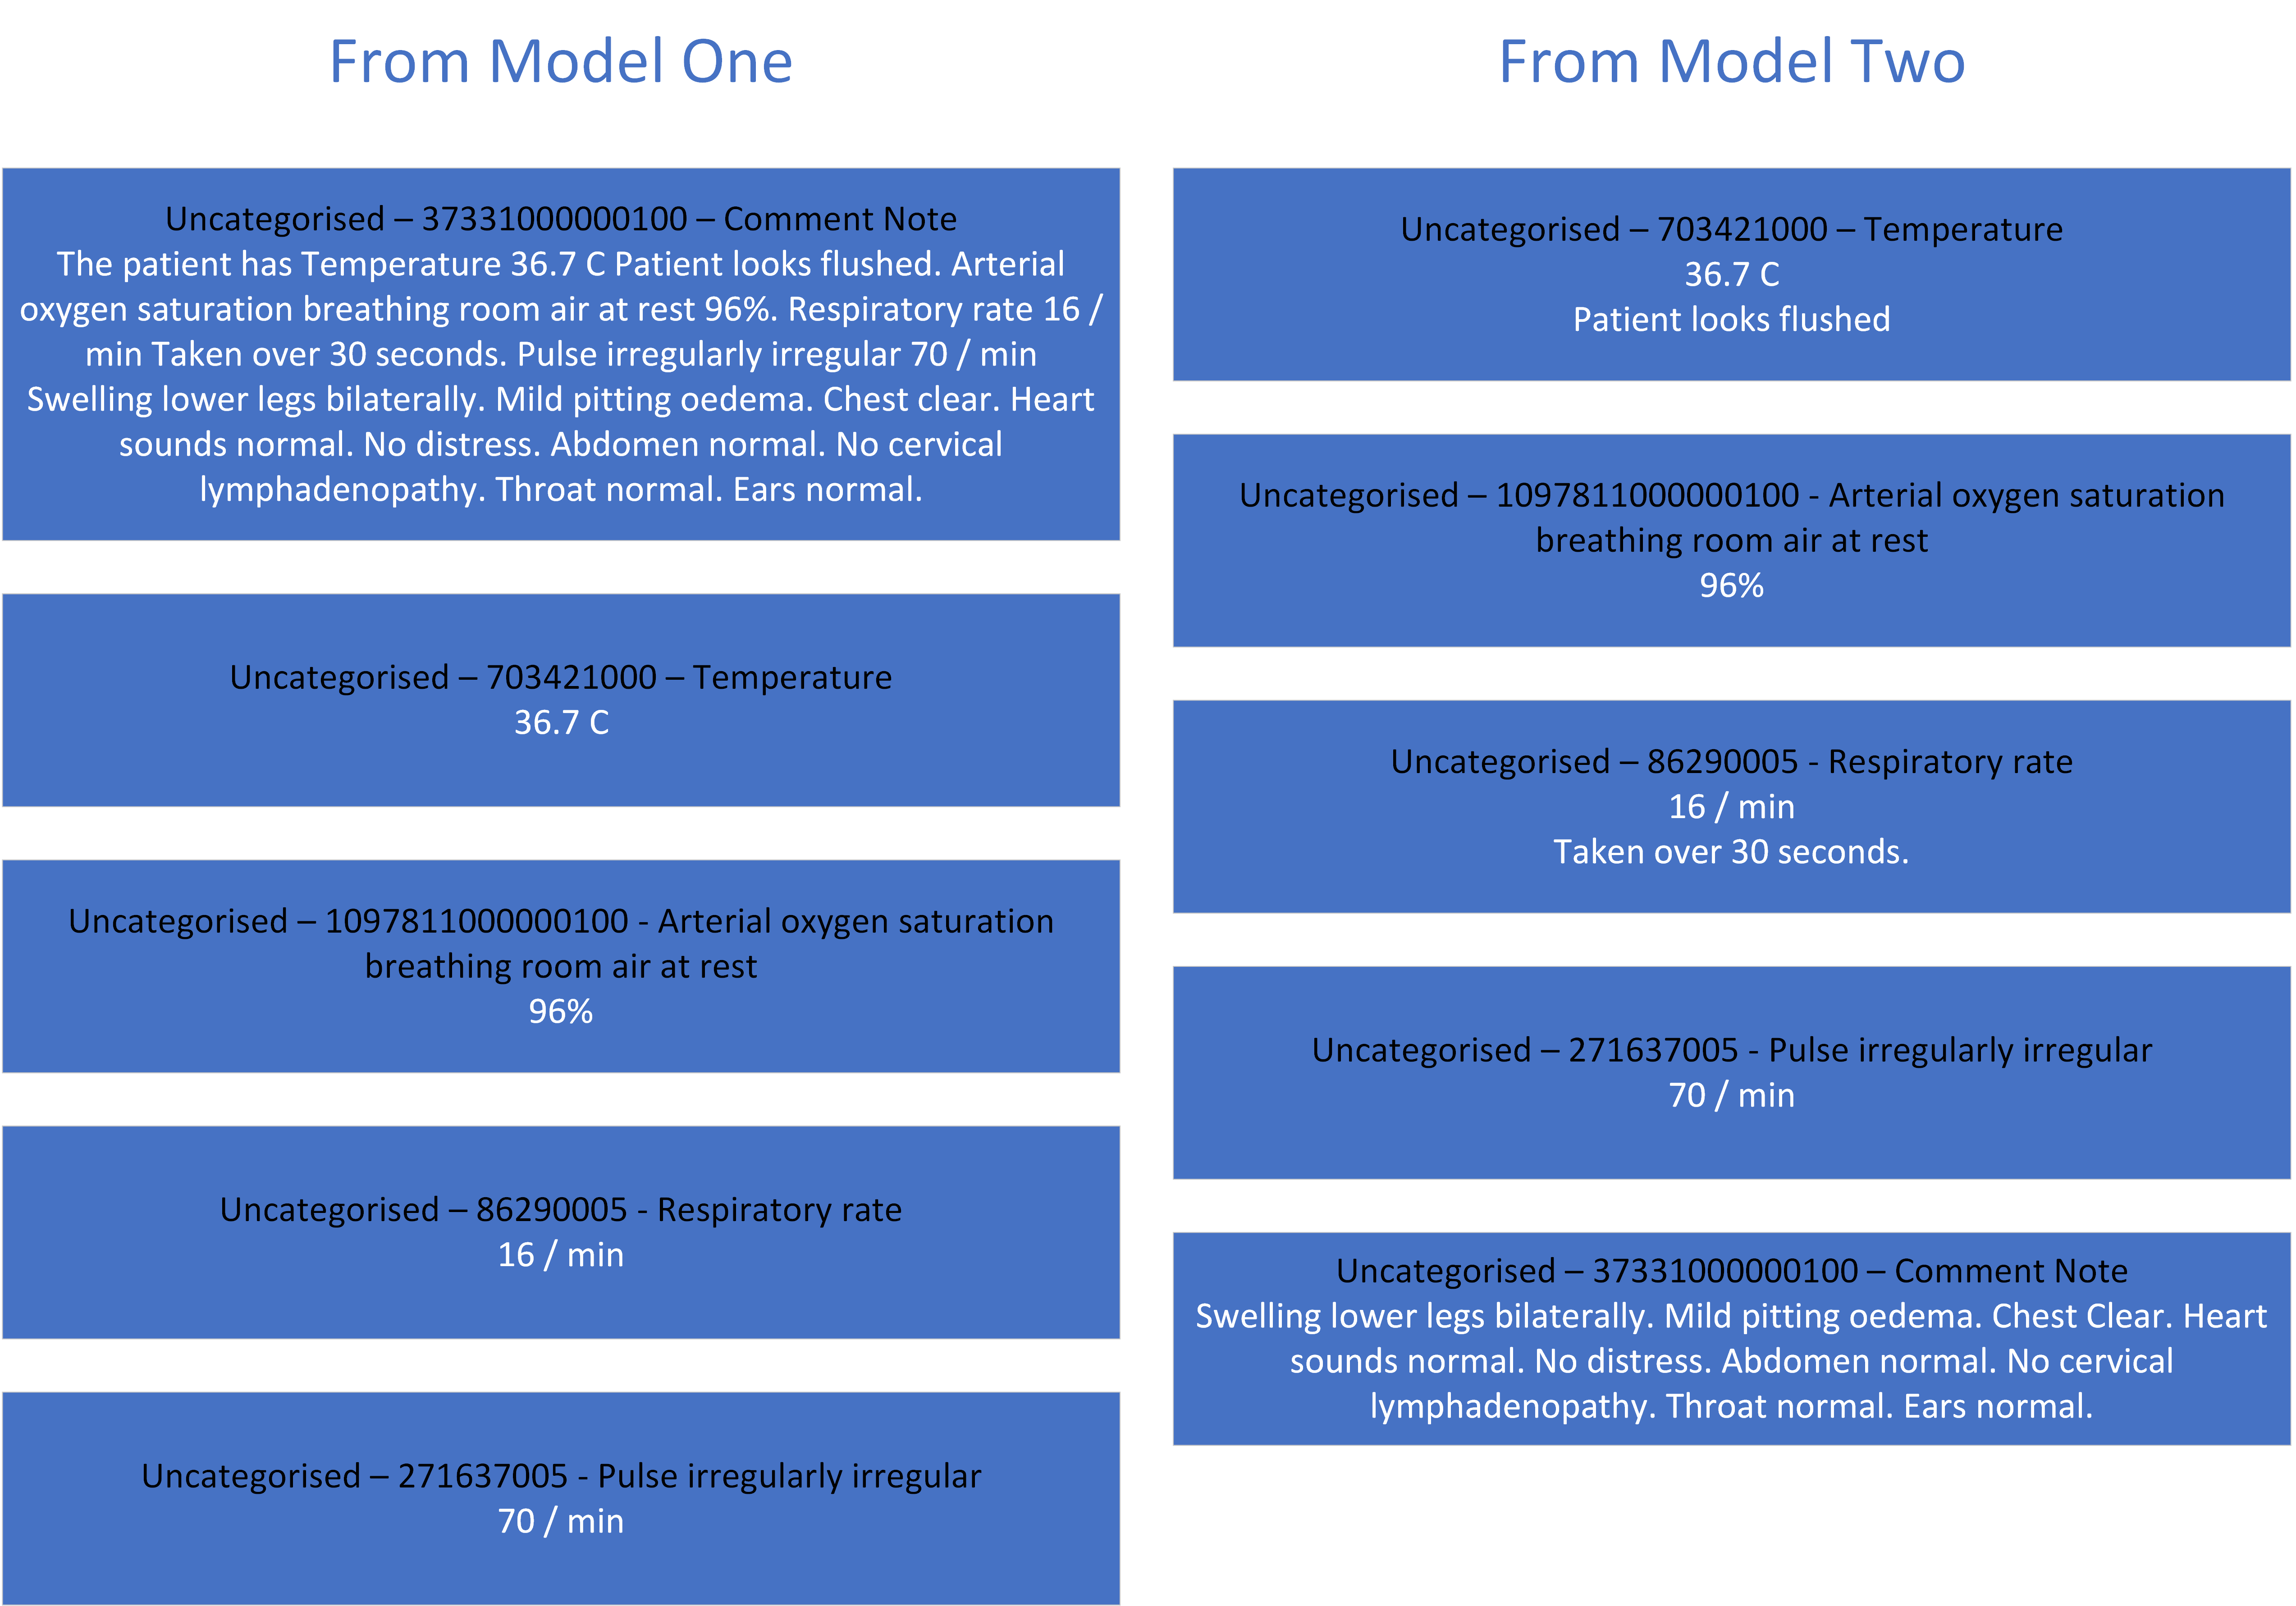 From Model One
Uncategorised – 37331000000100 – Comment Note
The patient has Temperature 36.7 C Patient looks flushed. Arterial
oxygen saturation breathing room air at rest 96%. Respiratory rate 16 /
min Taken over 30 seconds. Pulse irregularly irregular 70 / min
Swelling lower legs bilaterally. Mild pitting oedema. Chest clear. Heart
sounds normal. No distress. Abdomen normal. No cervical
lymphadenopathy. Throat normal. Ears normal.
Uncategorised – 703421000 – Temperature
36.7 C
Uncategorised – 1097811000000100 - Arterial oxygen saturation
breathing room air at rest
96%
Uncategorised – 86290005 - Respiratory rate
16 / min
Uncategorised – 271637005 - Pulse irregularly irregular
70 / min
From Model Two
Uncategorised – 703421000 – Temperature
36.7 C
Patient looks flushed
Uncategorised – 1097811000000100 - Arterial oxygen saturation
breathing room air at rest
96%
Uncategorised – 86290005 - Respiratory rate
16 / min
Taken over 30 seconds.
Uncategorised – 271637005 - Pulse irregularly irregular
70 / min
Uncategorised – 37331000000100 – Comment Note
Swelling lower legs bilaterally. Mild pitting oedema. Chest Clear. Heart
sounds normal. No distress. Abdomen normal. No cervical
lymphadenopathy. Throat normal. Ears normal.